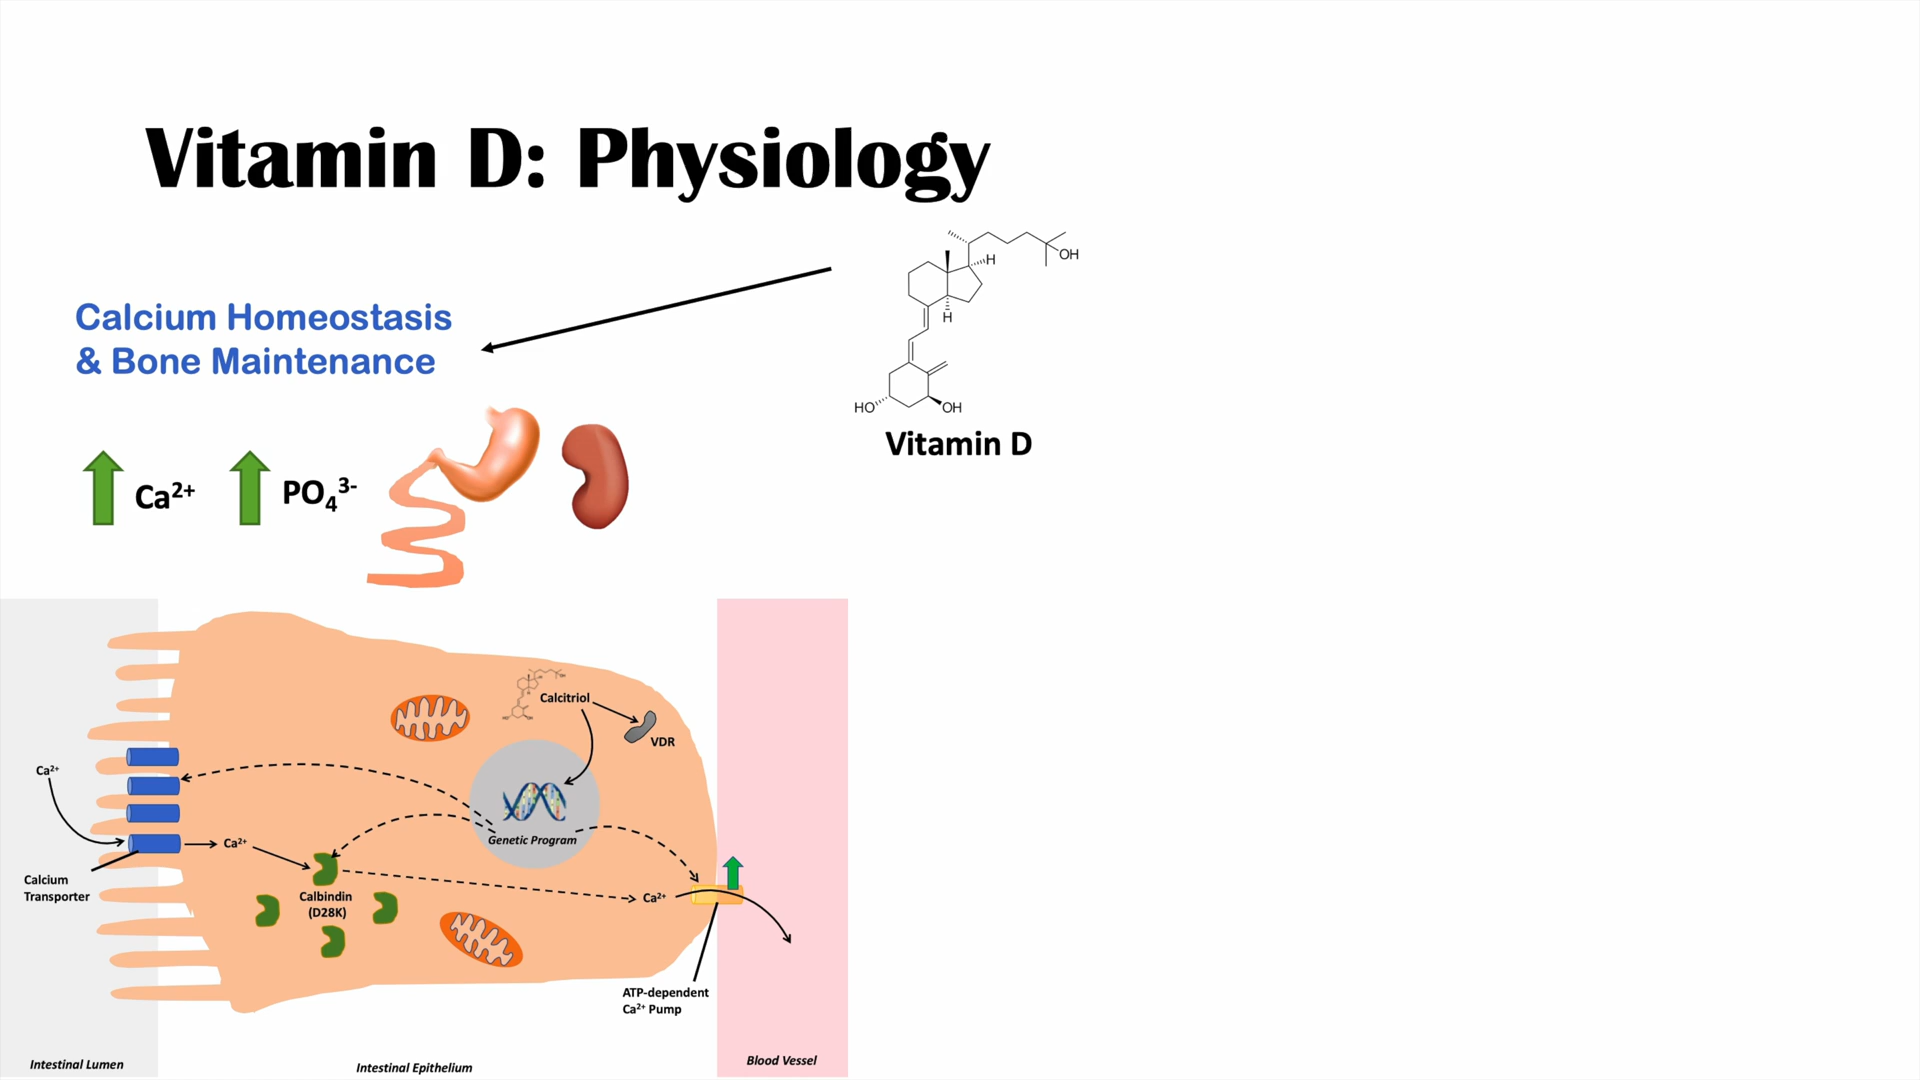 Vitamin D: Physiology
Calcium Homeostasis
& Bone Maintenance
Ca²⁺
PO₄³⁻
OH
H
H
HO
OH
Vitamin D
Calcitriol
VDR
Ca²⁺
Genetic Program
Ca²⁺
Calcium
Transporter
Calbindin
(D28K)
Ca²⁺
ATP-dependent
Ca²⁺ Pump
Intestinal Lumen
Intestinal Epithelium
Blood Vessel